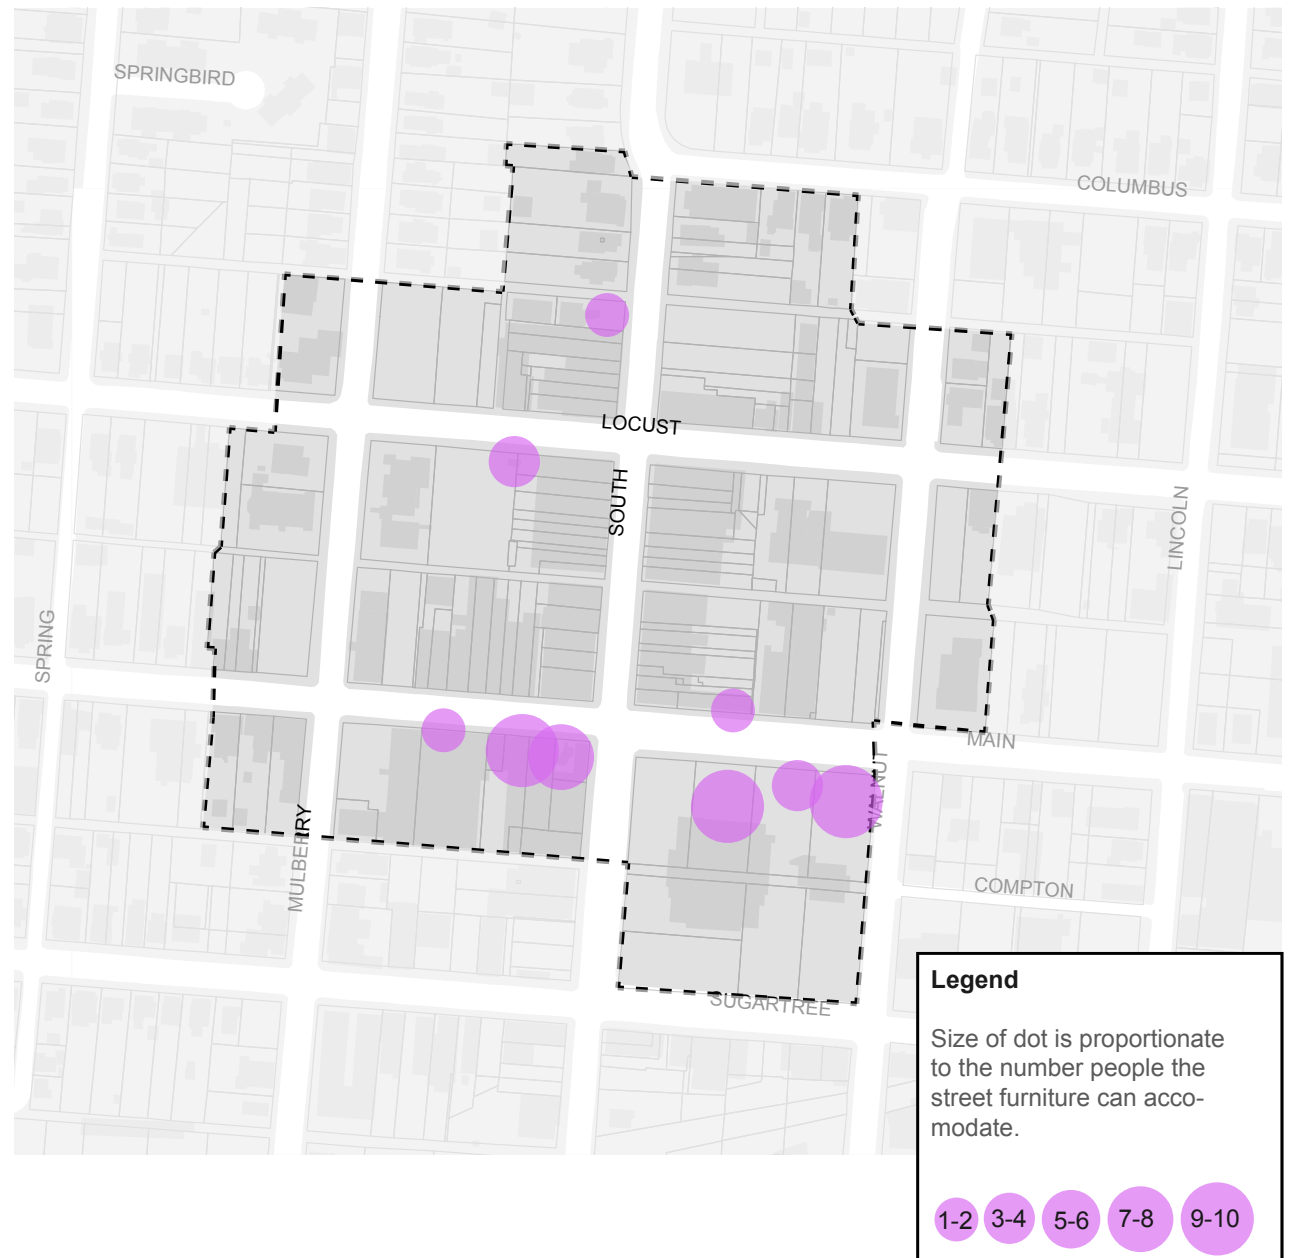 SPRINGBIRD
COLUMBUS
LOCUST
SOUTH
LINCOLN
SPRING
MAIN
WALNUT
MULBERRY
COMPTON
SUGARTREE
Legend
Size of dot is proportionate
to the number people the
street furniture can acco-
modate.
1-2 3-4 5-6 7-8 9-10